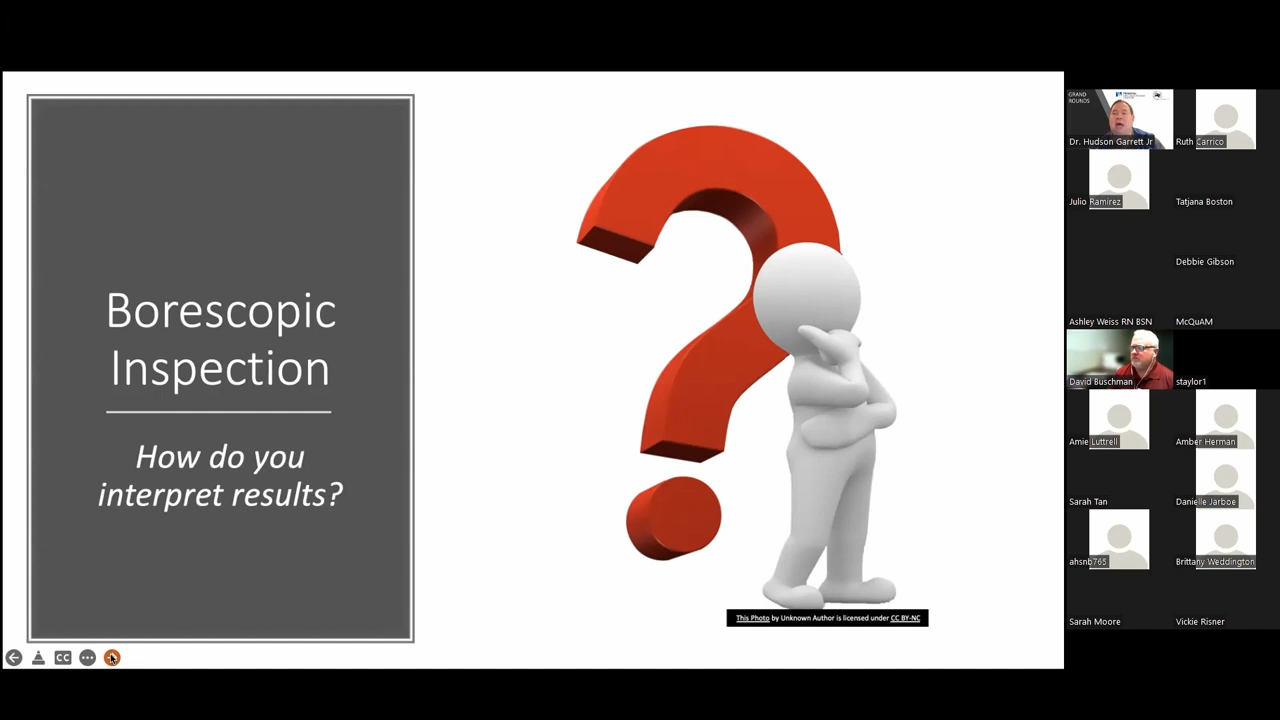 Borescopic
Inspection
How do you
interpret results?
This Photo by Unknown Author is licensed under CC BY-NC
CC
GRAND
ROUNDS
Dr. Hudson Garrett Jr
Ruth Carrico
Julio Ramirez
Tatjana Boston
Debbie Gibson
Ashley Weiss RN BSN
McQuAM
David Buschman
staylor1
Amie Luttrell
Amber Herman
Sarah Tan
Danielle Jarboe
ahsnb765
Brittany Weddington
Sarah Moore
Vickie Risner